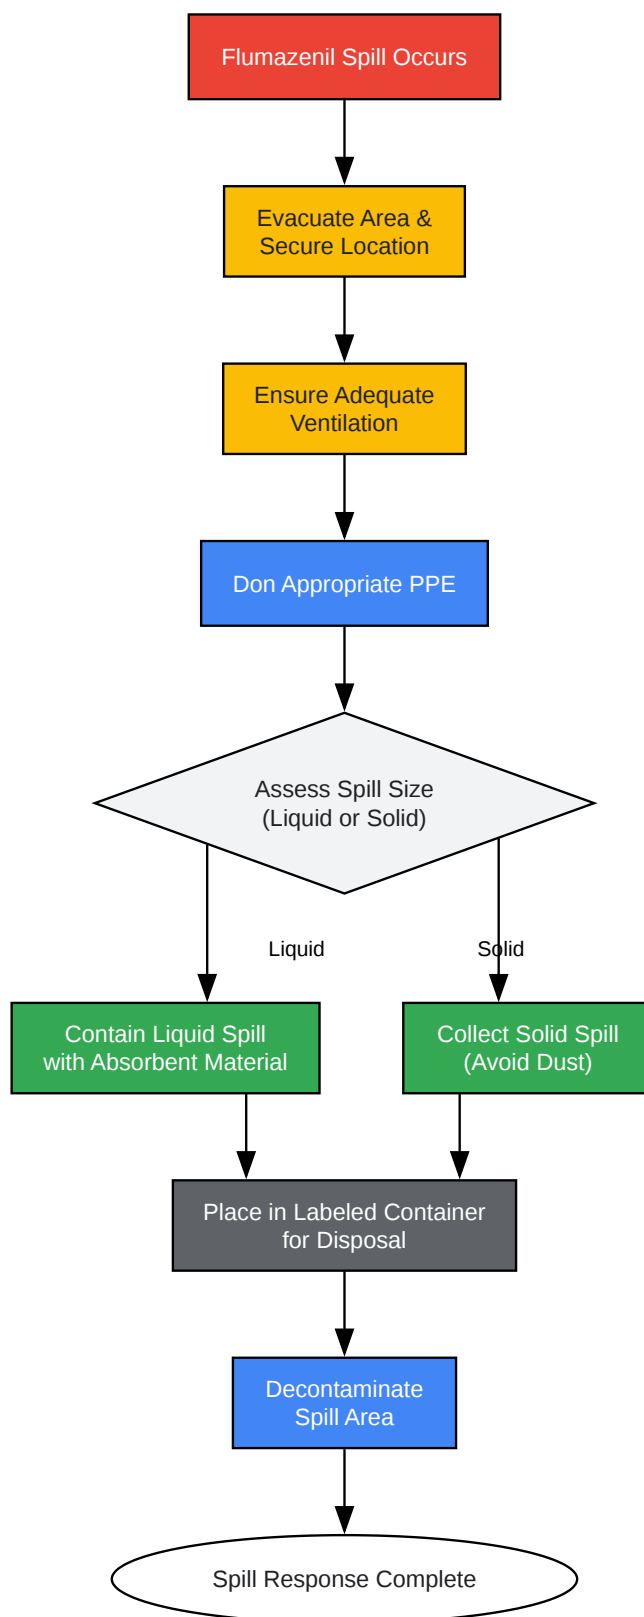 Flumazenil Spill Occurs
Evacuate Area &
Secure Location
Ensure Adequate
Ventilation
Don Appropriate PPE
Assess Spill Size
(Liquid or Solid)
Liquid
Solid
Contain Liquid Spill
with Absorbent Material
Collect Solid Spill
(Avoid Dust)
Place in Labeled Container
for Disposal
Decontaminate
Spill Area
Spill Response Complete